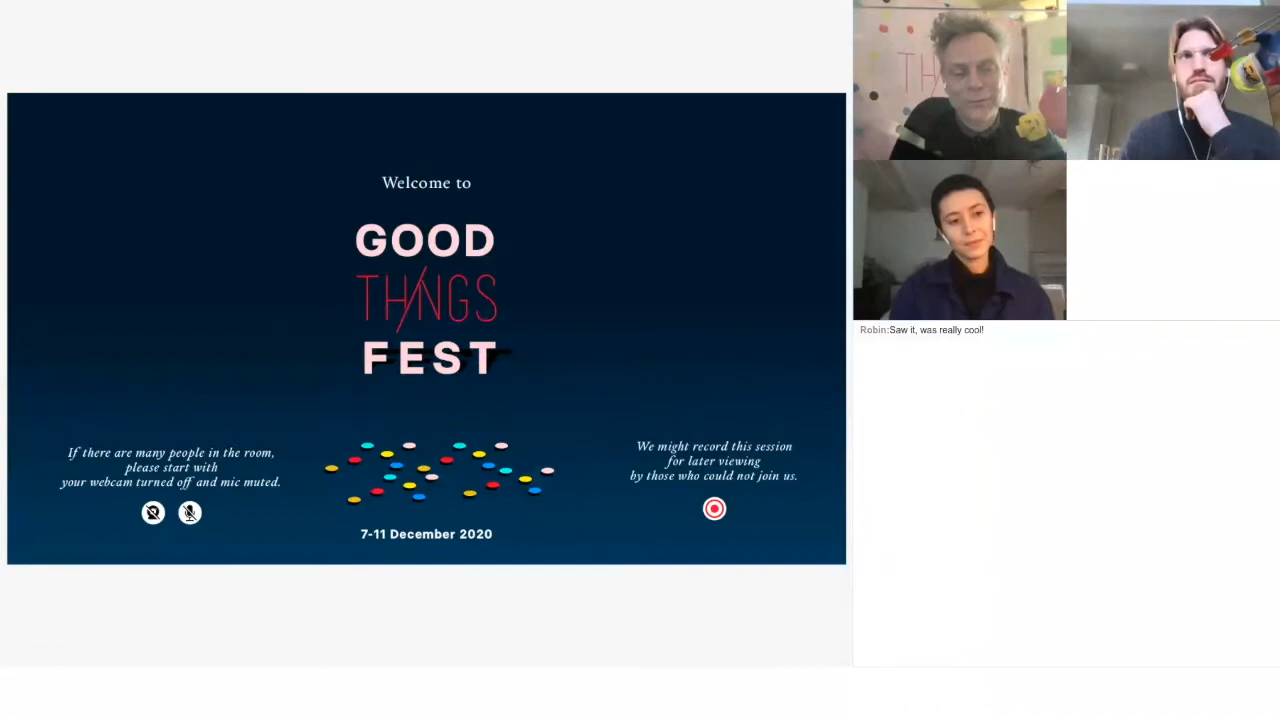 Welcome to
GOOD
THINGS
FEST
If there are many people in the room,
please start with
your webcam turned off and mic muted.
We might record this session
for later viewing
by those who could not join us.
7-11 December 2020
TH
Robin:Saw it, was really cool!